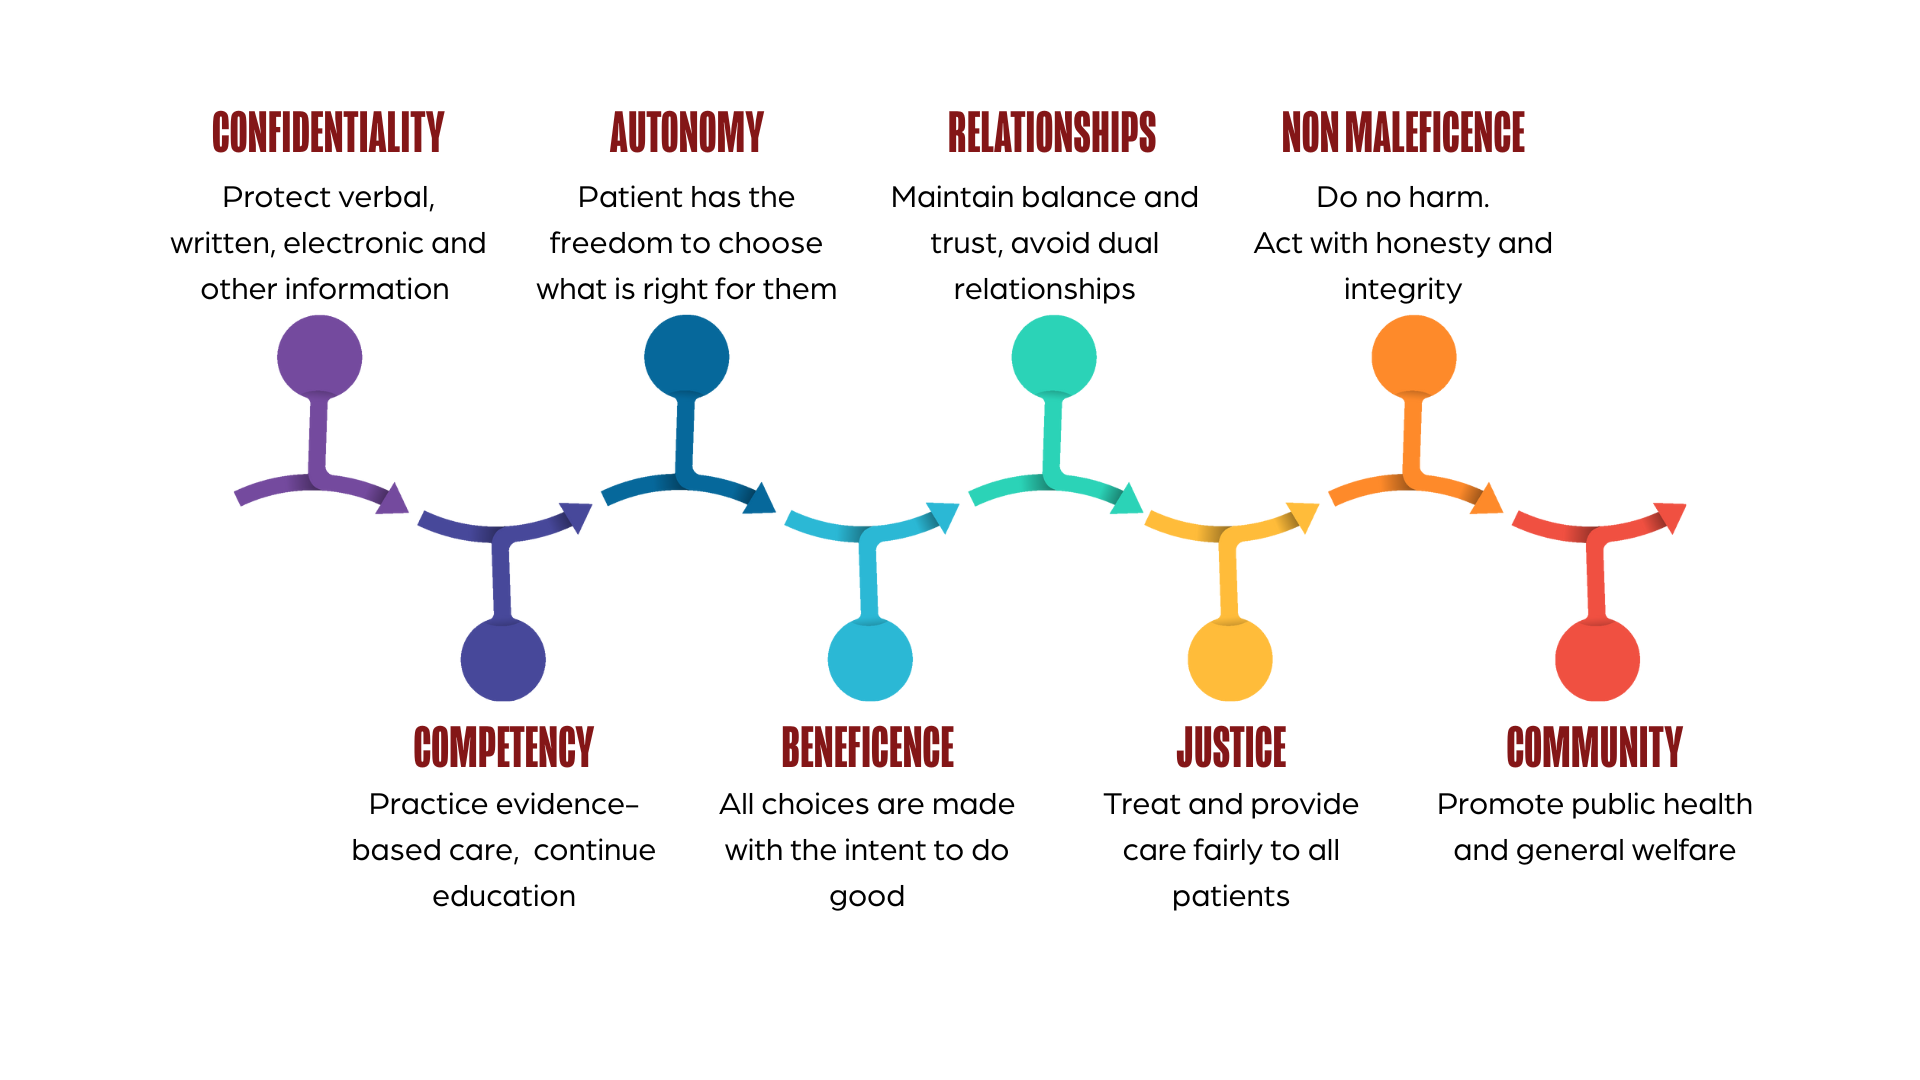 CONFIDENTIALITY
Protect verbal,
written, electronic and
other information
AUTONOMY
Patient has the
freedom to choose
what is right for them
RELATIONSHIPS
Maintain balance and
trust, avoid dual
relationships
NON MALEFICENCE
Do no harm.
Act with honesty and
integrity
COMPETENCY
Practice evidence-
based care,  continue
education
BENEFICENCE
All choices are made
with the intent to do
good
JUSTICE
Treat and provide
care fairly to all
patients
COMMUNITY
Promote public health
and general welfare